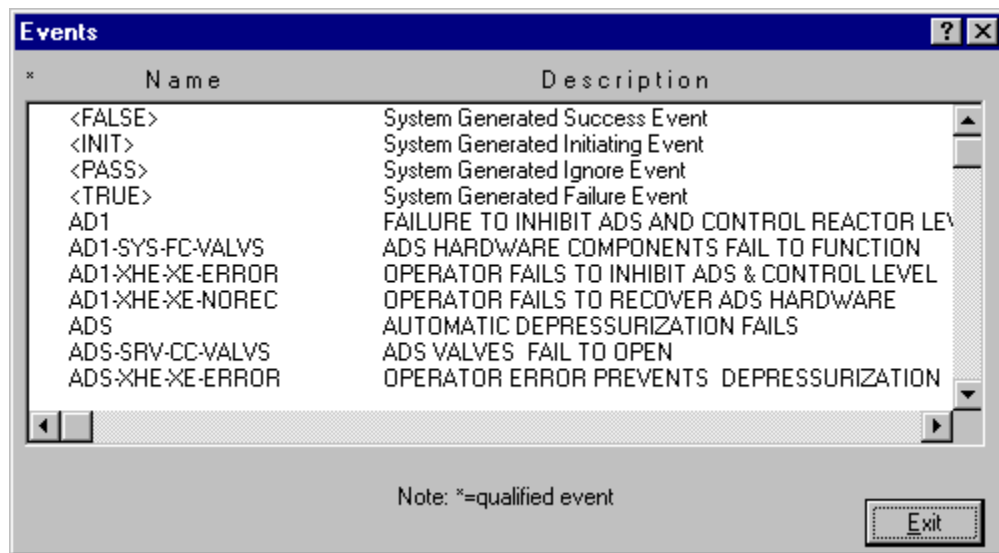 Events
* Name Description
<FALSE> System Generated Success Event
<INIT> System Generated Initiating Event
<PASS> System Generated Ignore Event
<TRUE> System Generated Failure Event
AD1 FAILURE TO INHIBIT ADS AND CONTROL REACTOR LEV
AD1-SYS-FC-VALVS ADS HARDWARE COMPONENTS FAIL TO FUNCTION
AD1-XHE-XE-ERROR OPERATOR FAILS TO INHIBIT ADS & CONTROL LEVEL
AD1-XHE-XE-NOREC OPERATOR FAILS TO RECOVER ADS HARDWARE
ADS AUTOMATIC DEPRESSURIZATION FAILS
ADS-SRV-CC-VALVS ADS VALVES FAIL TO OPEN
ADS-XHE-XE-ERROR OPERATOR ERROR PREVENTS DEPRESSURIZATION
Note: *=qualified event
Exit